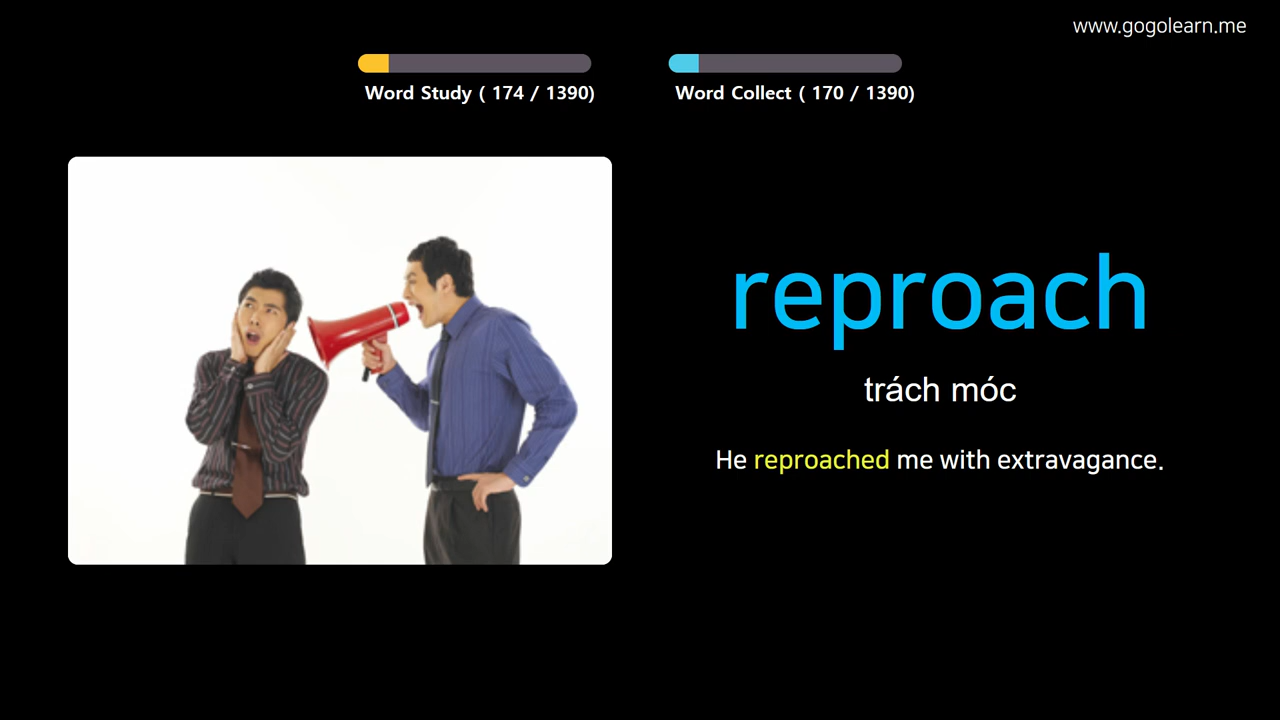 www.gogolearn.me
Word Study ( 174 / 1390)
Word Collect ( 170 / 1390)
reproach
trách móc
He reproached me with extravagance.